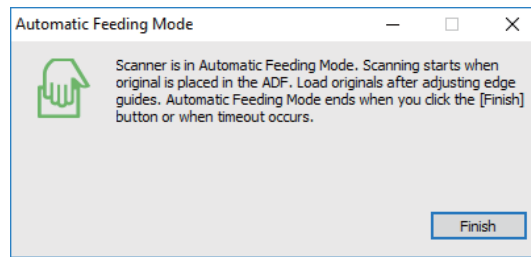 Automatic Feeding Mode
Scanner is in Automatic Feeding Mode. Scanning starts when
original is placed in the ADF. Load originals after adjusting edge
guides. Automatic Feeding Mode ends when you click the [Finish]
button or when timeout occurs.
Finish